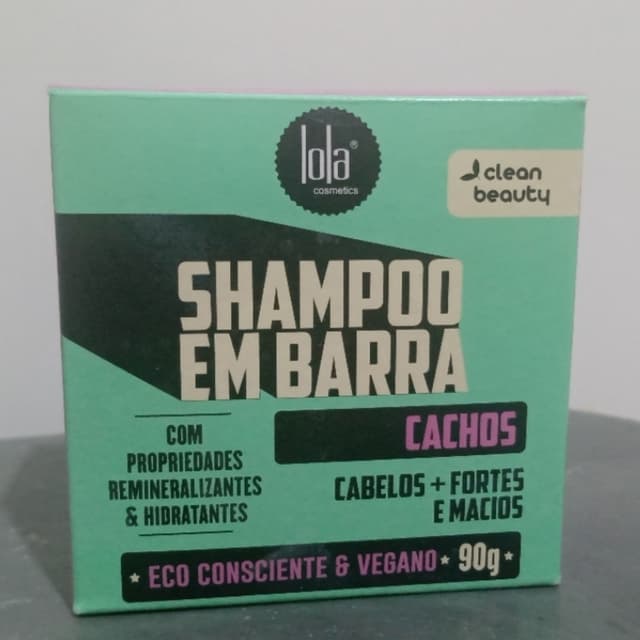 lola®
cosmetics
clean
beauty
SHAMPOO
EM BARRA
CACHOS
COM
PROPRIEDADES
REMINERALIZANTES
& HIDRATANTES
CABELOS + FORTES
E MACIOS
* ECO CONSCIENTE & VEGANO * 90g *